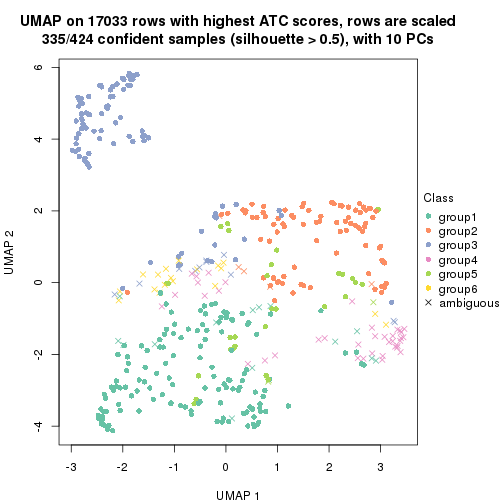 UMAP on 17033 rows with highest ATC scores, rows are scaled
335/424 confident samples (silhouette > 0.5), with 10 PCs
6
4
2
0
-2
-4
UMAP 2
-3
-2
-1
0
1
2
3
UMAP 1
Class
group1
group2
group3
group4
group5
group6
ambiguous